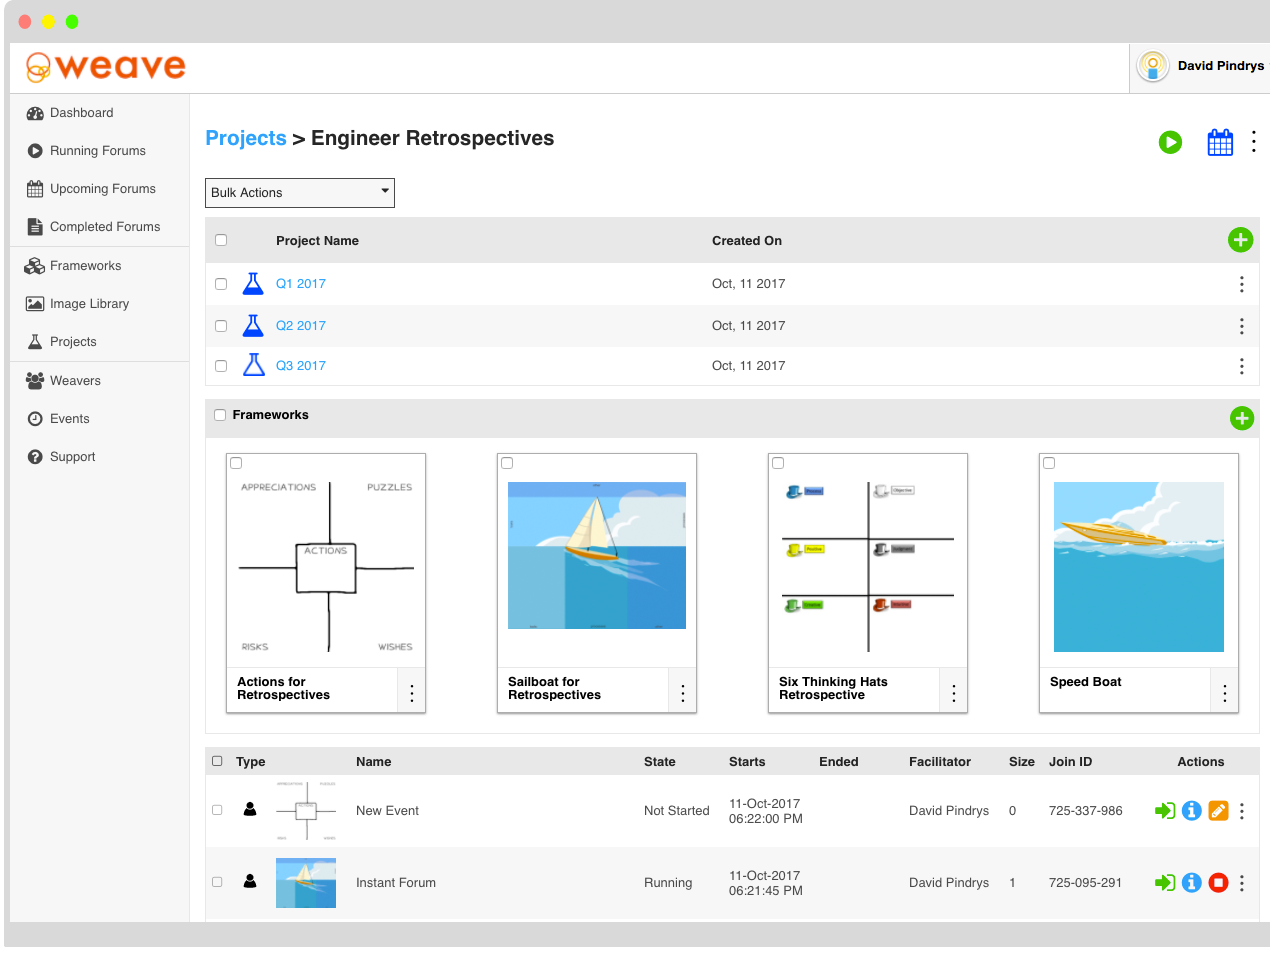 weave
David Pindrys
Dashboard
Running Forums
Upcoming Forums
Completed Forums
Frameworks
Image Library
Projects
Weavers
Events
Support
Projects > Engineer Retrospectives
Bulk Actions
Project Name Created On
Q1 2017 Oct, 11 2017
Q2 2017 Oct, 11 2017
Q3 2017 Oct, 11 2017
Frameworks
APPRECIATIONS PUZZLES
ACTIONS
RISKS WISHES
Actions for
Retrospectives
Sailboat for
Retrospectives
Process Objective
Positive Judgment
Creative
Six Thinking Hats
Retrospective
Speed Boat
Type Name State Starts Ended Facilitator Size Join ID Actions
New Event Not Started 11-Oct-2017 06:22:00 PM David Pindrys 0 725-337-986
Instant Forum Running 11-Oct-2017 06:21:45 PM David Pindrys 1 725-095-291